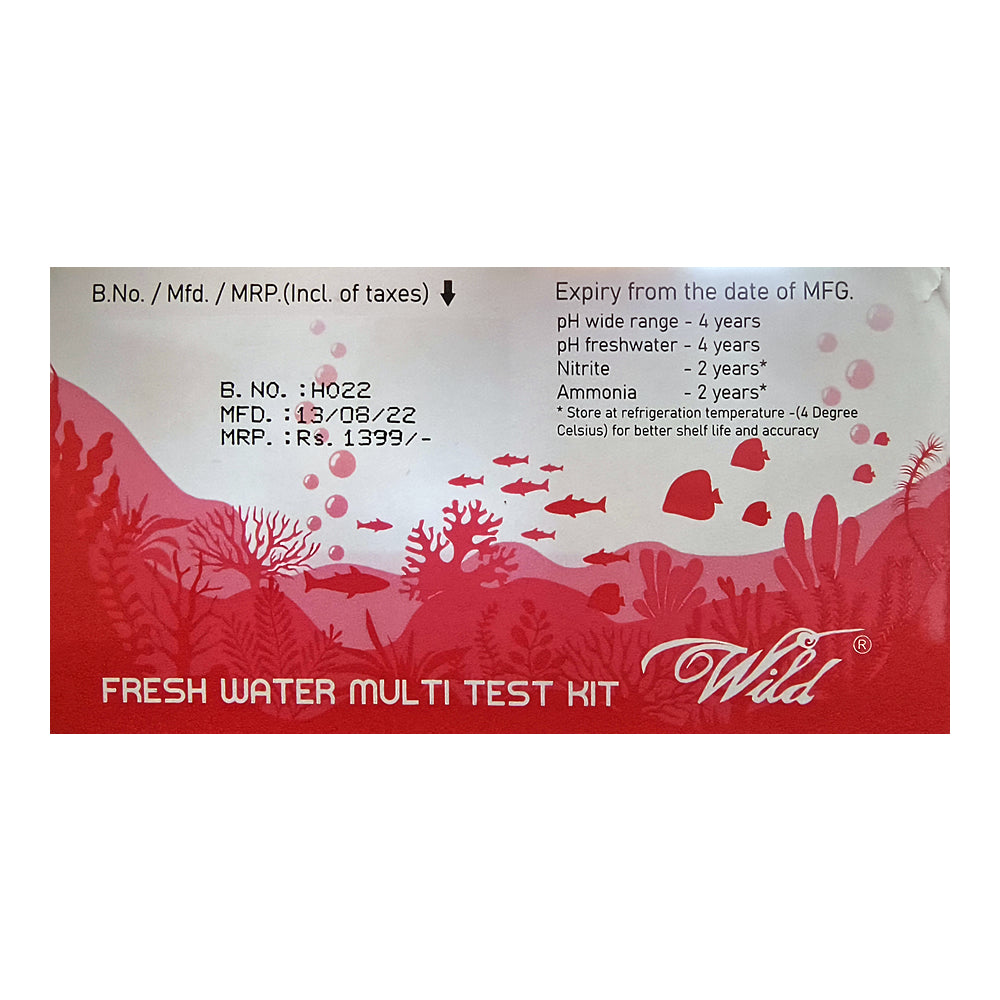 B.No. / Mfd. / MRP.(Incl. of taxes)
B. NO. :H022
MFD. :13/08/22
MRP. :Rs. 1399/-
Expiry from the date of MFG.
pH wide range - 4 years
pH freshwater - 4 years
Nitrite - 2 years*
Ammonia - 2 years*
* Store at refrigeration temperature -(4 Degree
Celsius) for better shelf life and accuracy
FRESH WATER MULTI TEST KIT
Wild ®